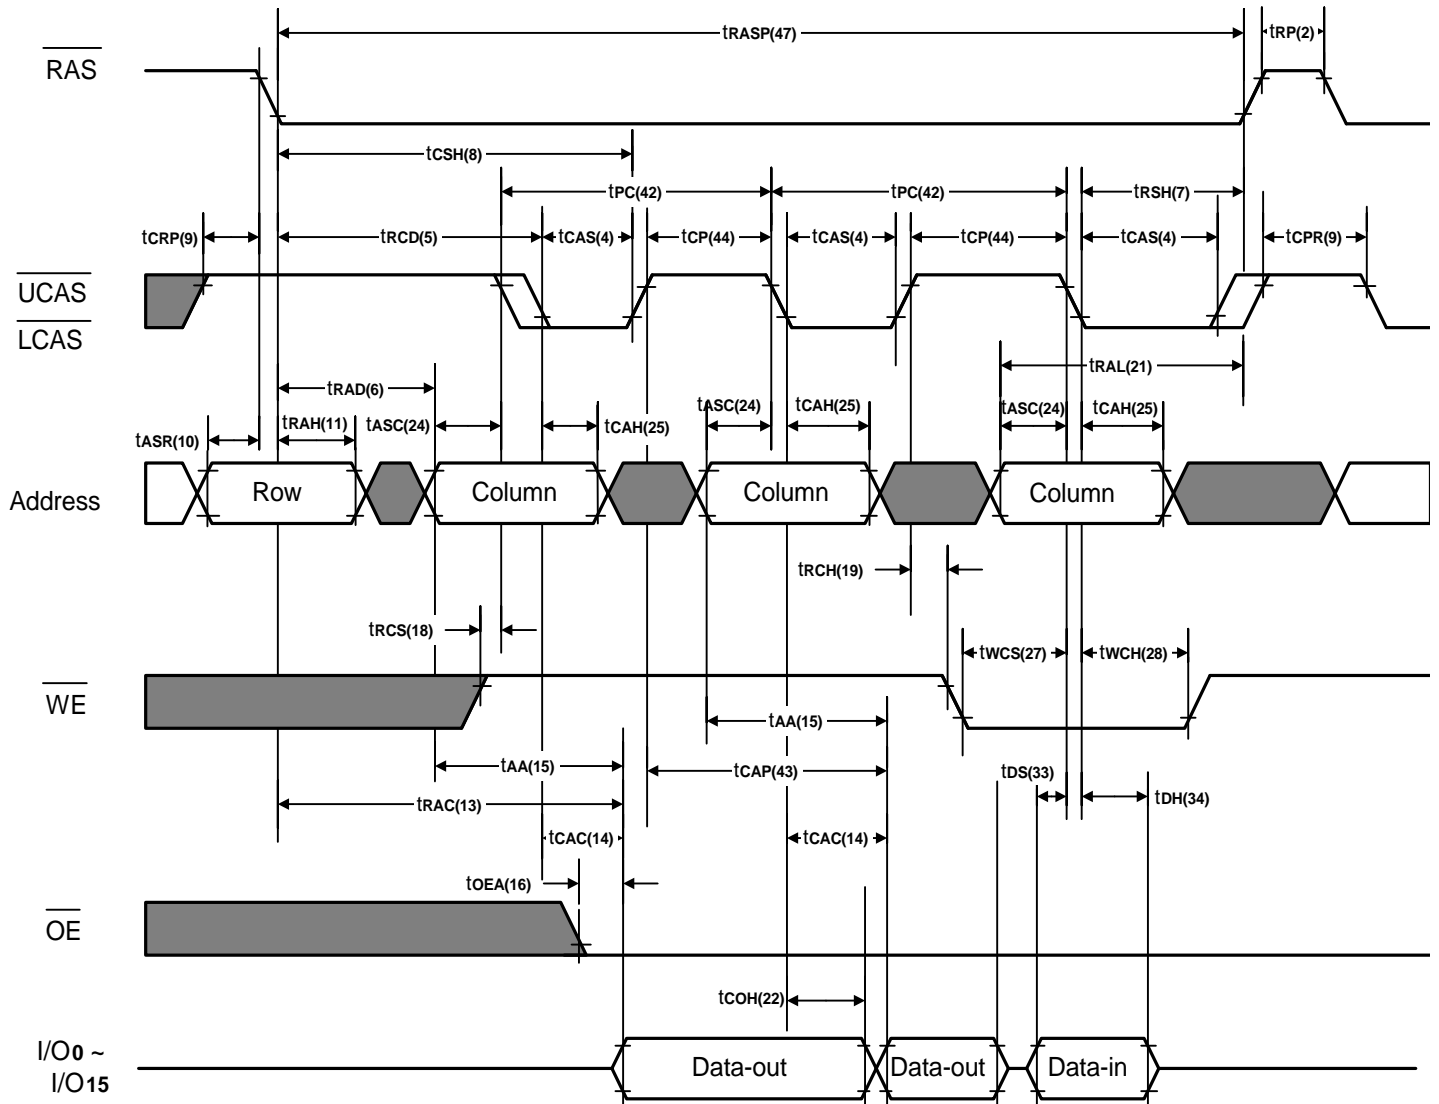 tRASP(47)
tRP(2)
RAS
tCSH(8)
tPC(42)
tPC(42)
tRSH(7)
tCRP(9)
tRCD(5)
tCAS(4)
tCP(44)
tCAS(4)
tCP(44)
tCAS(4)
tCPR(9)
UCAS
LCAS
tRAL(21)
tRAD(6)
tASR(10)
tRAH(11)
tASC(24)
tCAH(25)
tASC(24)
tCAH(25)
tASC(24)
tCAH(25)
Address
Row
Column
Column
Column
tRCH(19)
tRCS(18)
tWCS(27)
tWCH(28)
WE
tAA(15)
tAA(15)
tCAP(43)
tDS(33)
tDH(34)
tRAC(13)
tCAC(14)
tCAC(14)
tOEA(16)
OE
tCOH(22)
I/O0 ~
I/O15
Data-out
Data-out
Data-in